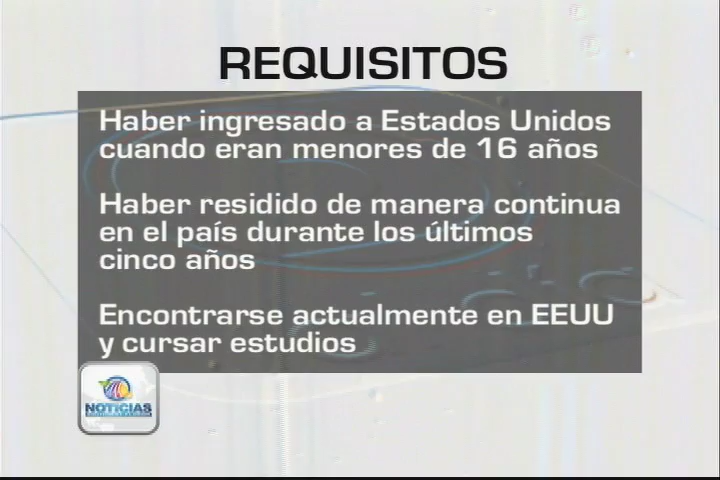 REQUISITOS
Haber ingresado a Estados Unidos
cuando eran menores de 16 años
Haber residido de manera continua
en el país durante los últimos
cinco años
Encontrarse actualmente en EEUU
y cursar estudios
NOTICIAS